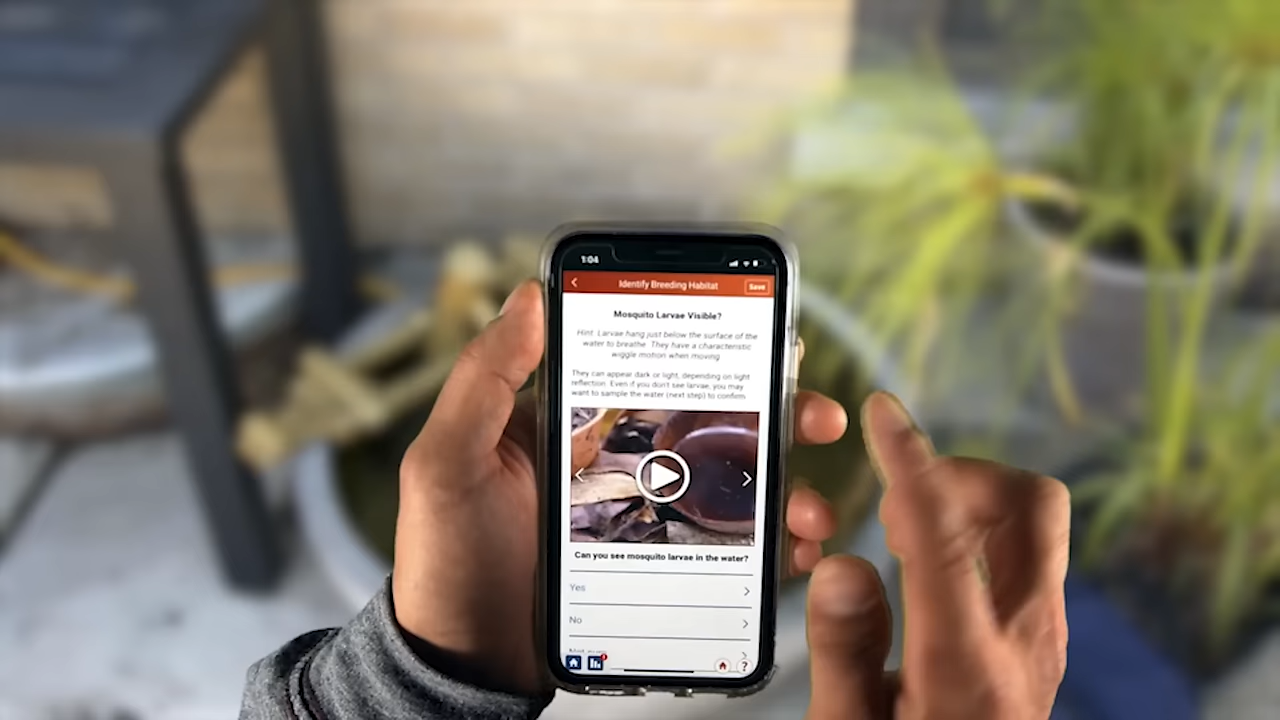 1:04
Identify Breeding Habitat
Save
Mosquito Larvae Visible?
Hint: Larvae hang just below the surface of the
water to breathe. They have a characteristic
wiggle motion when moving
They can appear dark or light, depending on light
reflection. Even if you don't see larvae, you may
want to sample the water (next step) to confirm.
Can you see mosquito larvae in the water?
Yes
No
?